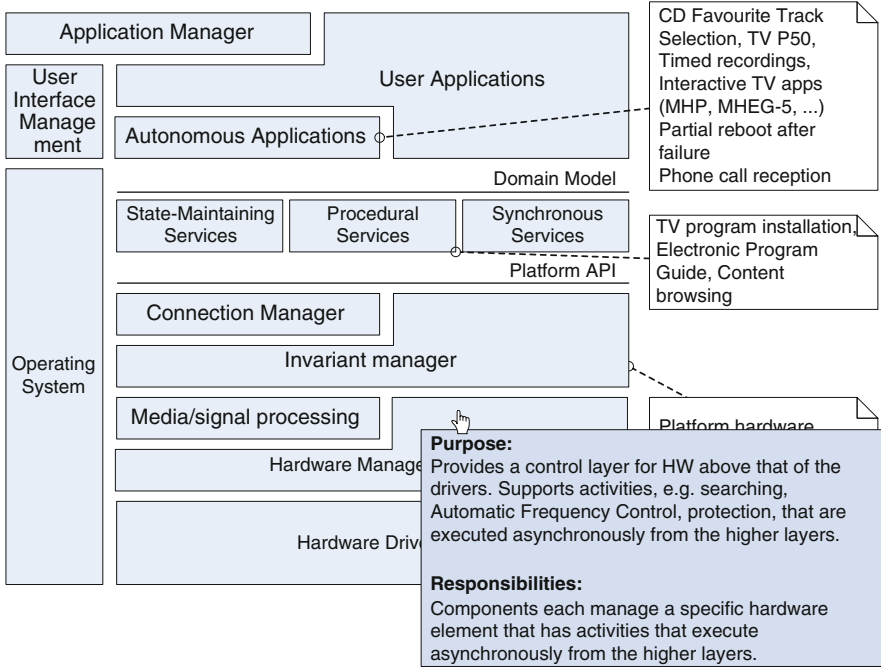 Application Manager
User Applications
User
Interface
Manage
ment
Autonomous Applications
CD Favourite Track
Selection, TV P50,
Timed recordings,
Interactive TV apps
(MHP, MHEG-5, ...)
Partial reboot after
failure
Phone call reception
Domain Model
State-Maintaining
Services
Procedural
Services
Synchronous
Services
TV program installation,
Electronic Program
Guide, Content
browsing
Platform API
Connection Manager
Invariant manager
Operating
System
Media/signal processing
Platform hardware
Hardware Manage
Hardware Drive
Purpose:
Provides a control layer for HW above that of the
drivers. Supports activities, e.g. searching,
Automatic Frequency Control, protection, that are
executed asynchronously from the higher layers.
Responsibilities:
Components each manage a specific hardware
element that has activities that execute
asynchronously from the higher layers.